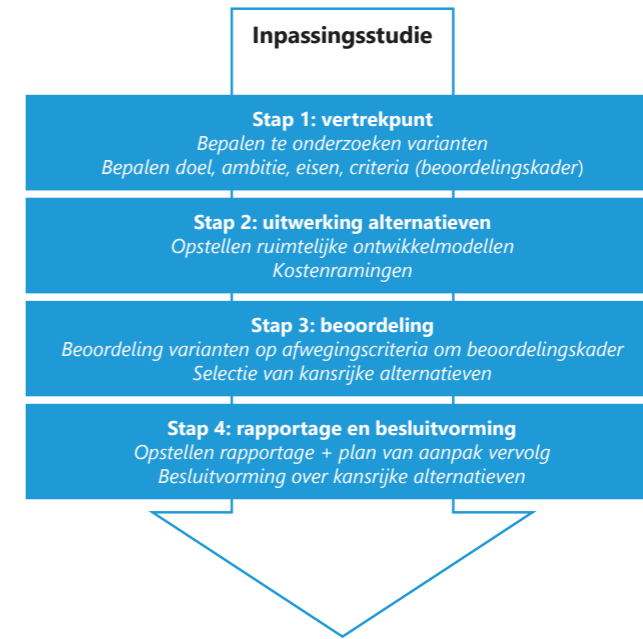 Inpassingsstudie
Stap 1: vertrekpunt
Bepalen te onderzoeken varianten
Bepalen doel, ambitie, eisen, criteria (beoordelingskader)
Stap 2: uitwerking alternatieven
Opstellen ruimtelijke ontwikkelmodellen
Kostenramingen
Stap 3: beoordeling
Beoordeling varianten op afwegingscriteria om beoordelingskader
Selectie van kansrijke alternatieven
Stap 4: rapportage en besluitvorming
Opstellen rapportage + plan van aanpak vervolg
Besluitvorming over kansrijke alternatieven